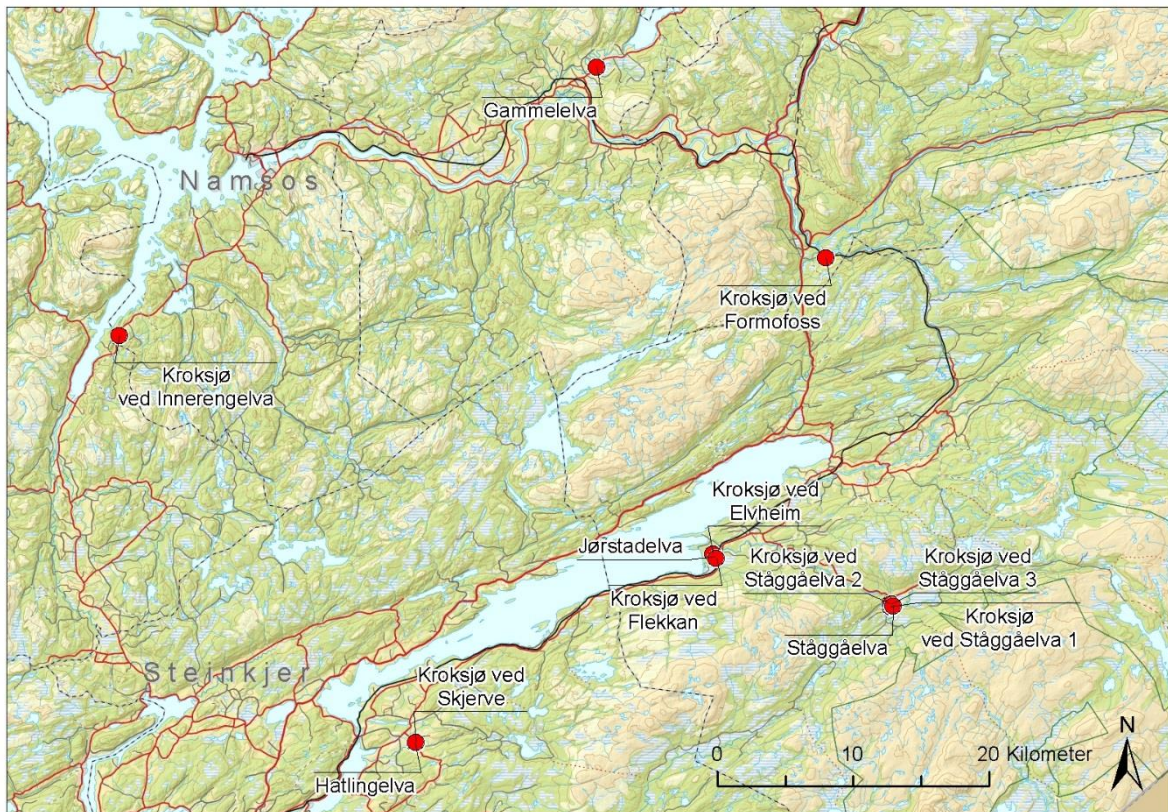 Gammelelva
Namsos
Kroksjø ved
Formofoss
Kroksjø
ved Innerengelva
Kroksjø ved
Elvheim
Jørstadelva
Kroksjø ved
Flekkan
Kroksjø ved
Ståggåelva 2
Kroksjø ved
Ståggåelva 3
Kroksjø
ved Ståggåelva 1
Ståggåelva
Steinkjer
Kroksjø ved
Skjerve
Hatlingelva
0 10 20 Kilometer
N